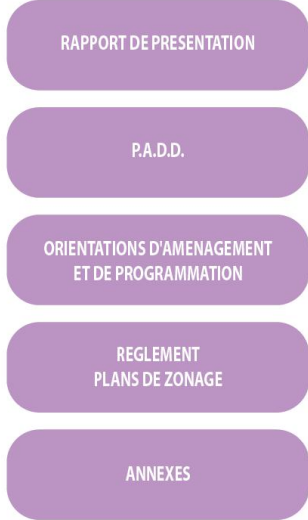 RAPPORT DE PRESENTATION
P.A.D.D.
ORIENTATIONS D'AMENAGEMENT
ET DE PROGRAMMATION
REGLEMENT
PLANS DE ZONAGE
ANNEXES